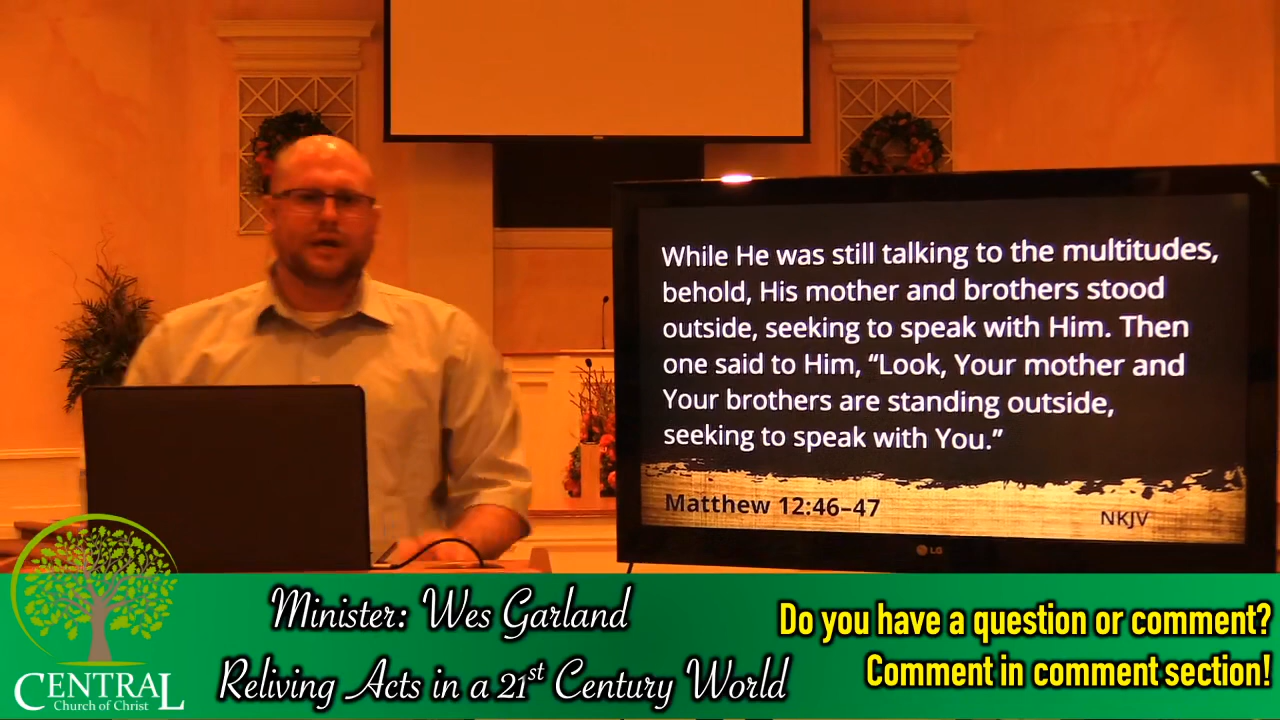 While He was still talking to the multitudes,
behold, His mother and brothers stood
outside, seeking to speak with Him. Then
one said to Him, “Look, Your mother and
Your brothers are standing outside,
seeking to speak with You.”
Matthew 12:46–47
NKJV
LG
CENTRAL
Church of Christ
Minister: Wes Garland
Reliving Acts in a 21st Century World
Do you have a question or comment?
Comment in comment section!